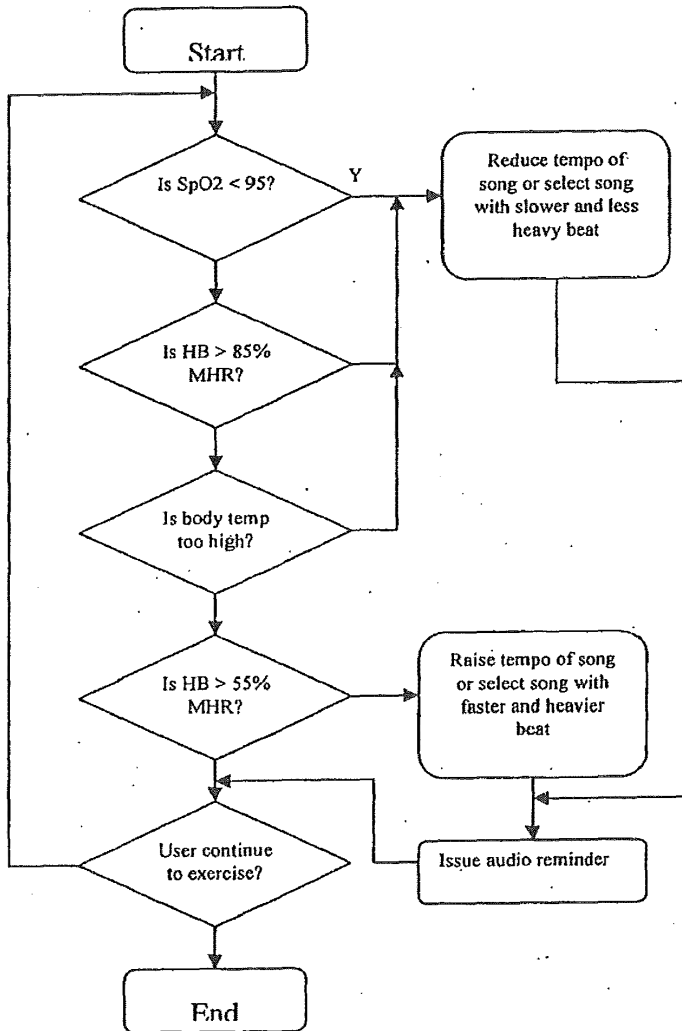 Start
Is SpO2 < 95?
Y
Reduce tempo of
song or select song
with slower and less
heavy beat
Is HB > 85%
MHR?
Is body temp
too high?
Is HB > 55%
MHR?
Raise tempo of song
or select song with
faster and heavier
beat
User continue
to exercise?
Issue audio reminder
End